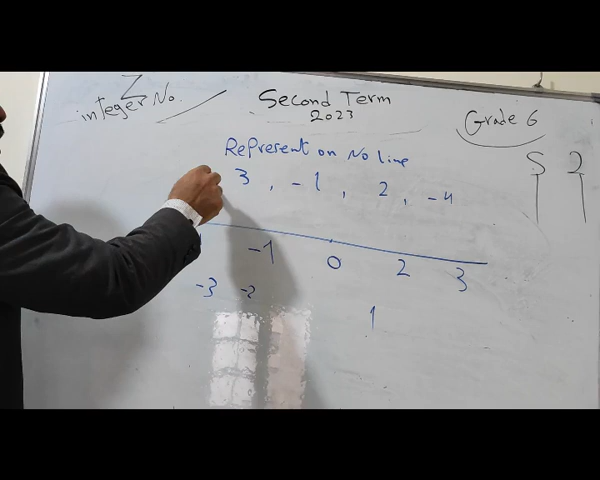 Z
integer No.
Second Term
2023
Grade 6
S 2
Represent on No line
3 , -1 , 2 , -4
-1 0 2 3
-3 -2
1